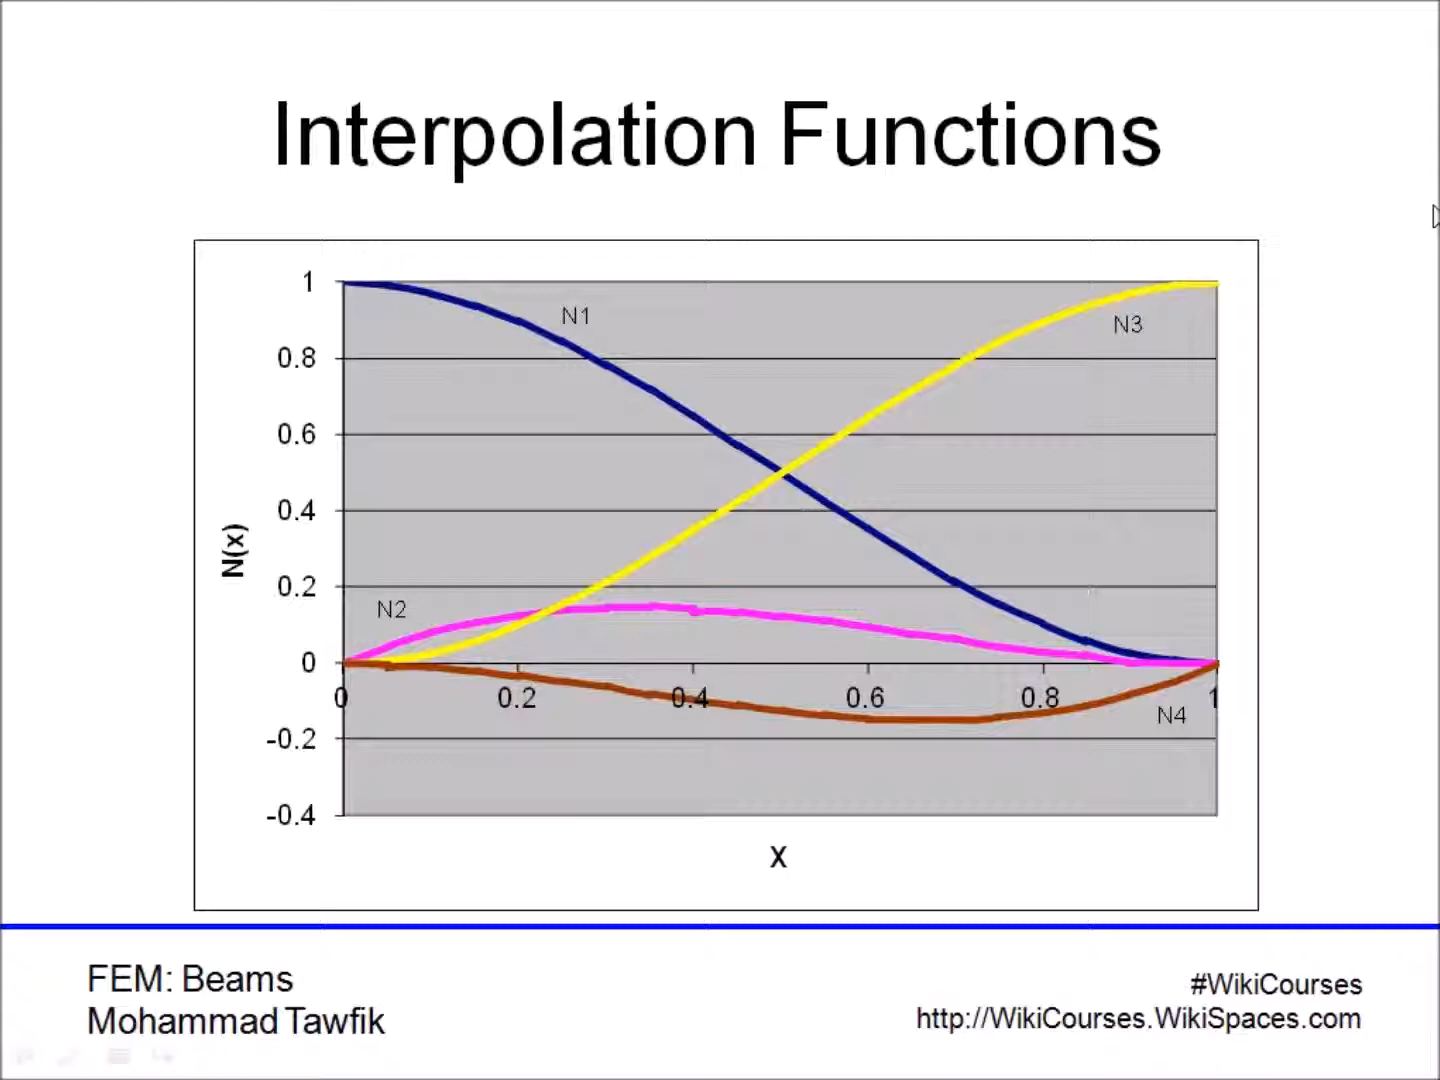 Interpolation Functions
1
0.8
0.6
0.4
0.2
0
-0.2
-0.4
N(x)
N1
N3
N2
N4
0 0.2 0.4 0.6 0.8 1
x
FEM: Beams
Mohammad Tawfik
#WikiCourses
http://WikiCourses.WikiSpaces.com